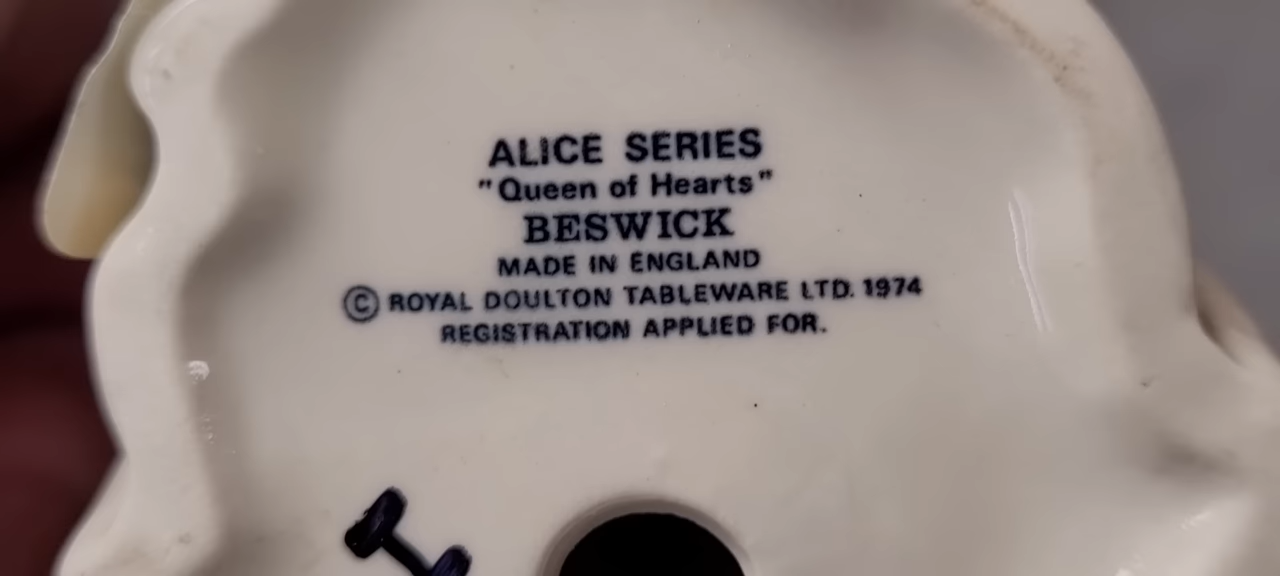 ALICE SERIES
"Queen of Hearts"
BESWICK
MADE IN ENGLAND
© ROYAL DOULTON TABLEWARE LTD. 1974
REGISTRATION APPLIED FOR.